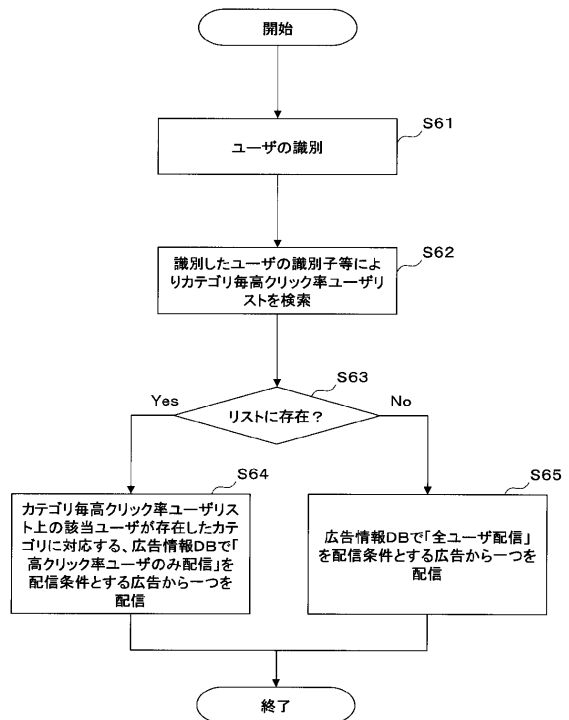 開始
S61
ユーザの識別
S62
識別したユーザの識別子等によ
りカテゴリ毎高クリック率ユーザリ
ストを検索
S63
Yes
リストに存在？
No
S64
カテゴリ毎高クリック率ユーザリス
ト上の該当ユーザが存在したカテ
ゴリに対応する、広告情報DBで「
高クリック率ユーザのみ配信」を
配信条件とする広告から一つを
配信
S65
広告情報DBで「全ユーザ配信」
を配信条件とする広告から一つを
配信
終了